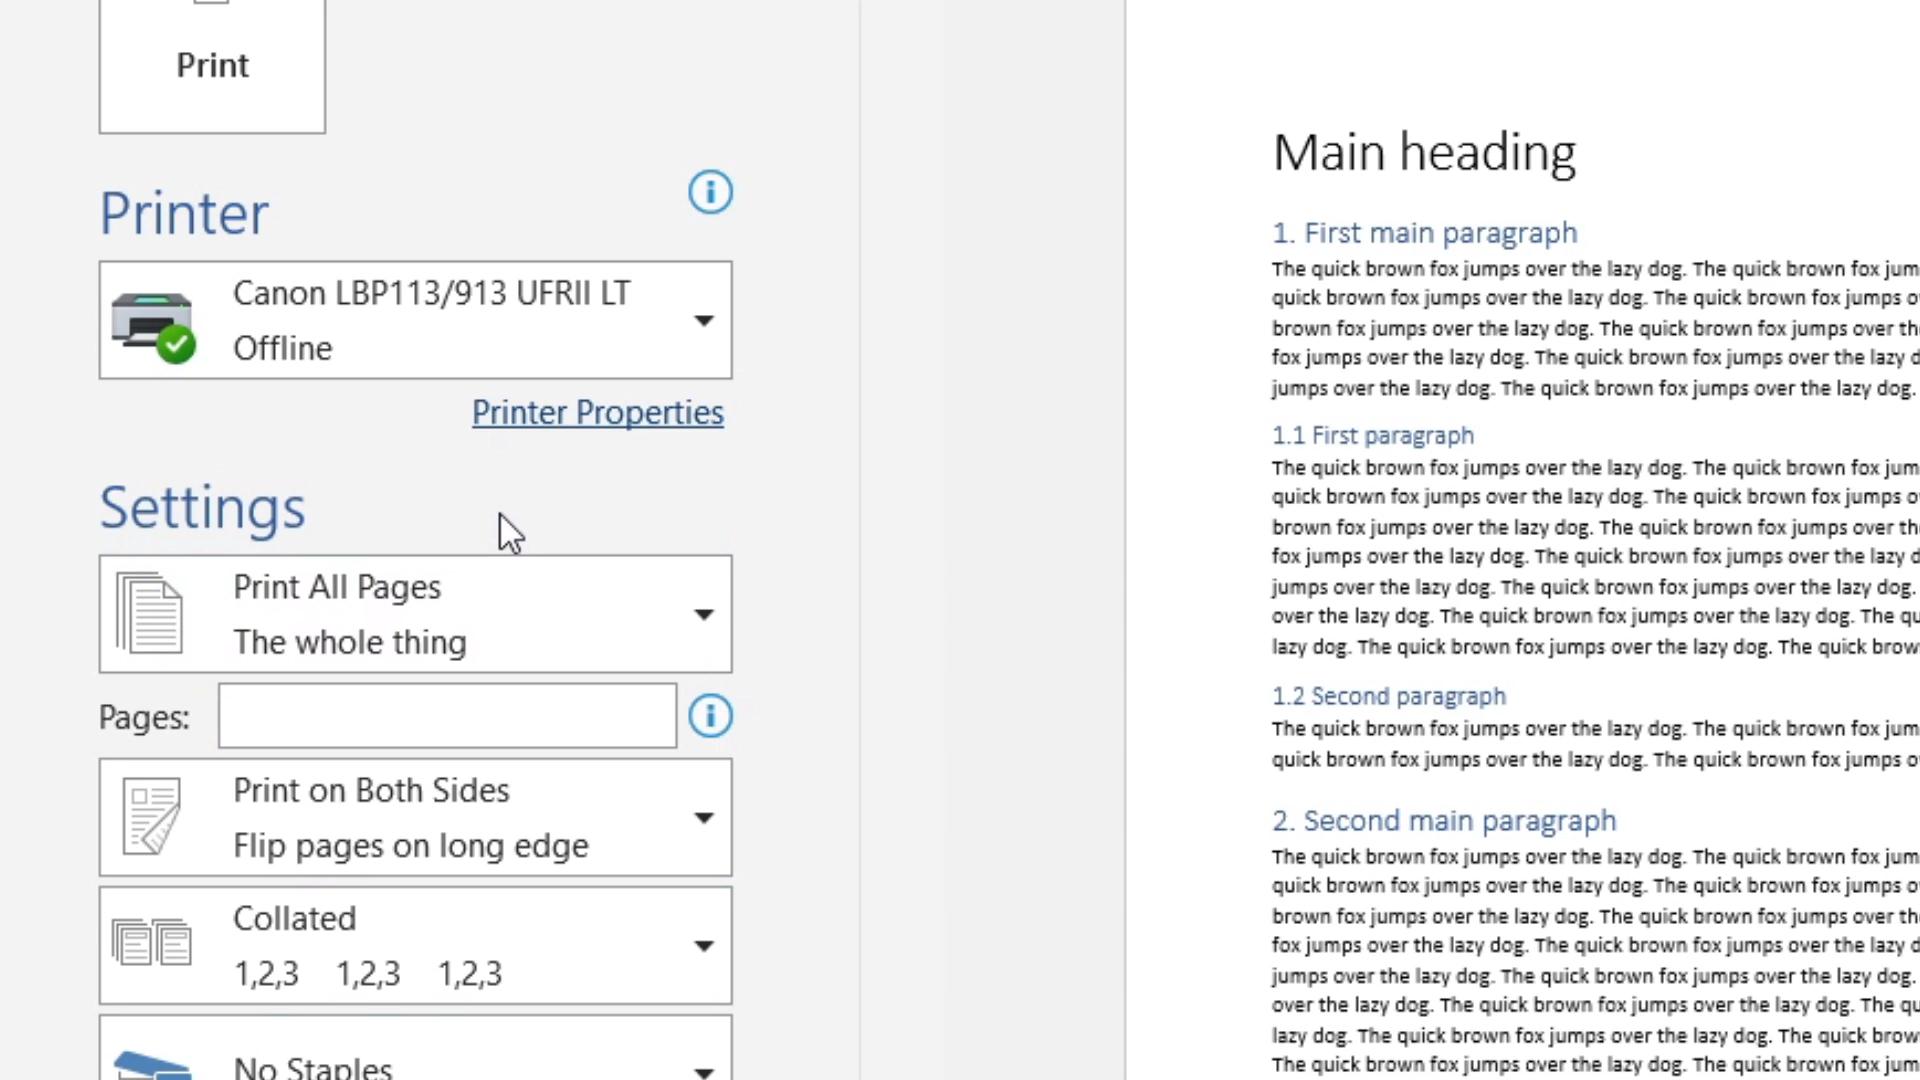 Print
Printer
Canon LBP113/913 UFRII LT
Offline
Printer Properties
Settings
Print All Pages
The whole thing
Pages:
Print on Both Sides
Flip pages on long edge
Collated
1,2,3 1,2,3 1,2,3
No Staples
Main heading
1. First main paragraph
The quick brown fox jumps over the lazy dog. The quick brown fox jum
quick brown fox jumps over the lazy dog. The quick brown fox jumps o
brown fox jumps over the lazy dog. The quick brown fox jumps over the
fox jumps over the lazy dog. The quick brown fox jumps over the lazy d
jumps over the lazy dog. The quick brown fox jumps over the lazy dog.
1.1 First paragraph
The quick brown fox jumps over the lazy dog. The quick brown fox jum
quick brown fox jumps over the lazy dog. The quick brown fox jumps o
brown fox jumps over the lazy dog. The quick brown fox jumps over the
fox jumps over the lazy dog. The quick brown fox jumps over the lazy d
jumps over the lazy dog. The quick brown fox jumps over the lazy dog.
over the lazy dog. The quick brown fox jumps over the lazy dog. The qu
lazy dog. The quick brown fox jumps over the lazy dog. The quick brow
1.2 Second paragraph
The quick brown fox jumps over the lazy dog. The quick brown fox jum
quick brown fox jumps over the lazy dog. The quick brown fox jumps o
2. Second main paragraph
The quick brown fox jumps over the lazy dog. The quick brown fox jum
quick brown fox jumps over the lazy dog. The quick brown fox jumps o
brown fox jumps over the lazy dog. The quick brown fox jumps over the
fox jumps over the lazy dog. The quick brown fox jumps over the lazy d
jumps over the lazy dog. The quick brown fox jumps over the lazy dog.
over the lazy dog. The quick brown fox jumps over the lazy dog. The qu
lazy dog. The quick brown fox jumps over the lazy dog. The quick brow
The quick brown fox jumps over the lazy dog. The quick brown fox jum